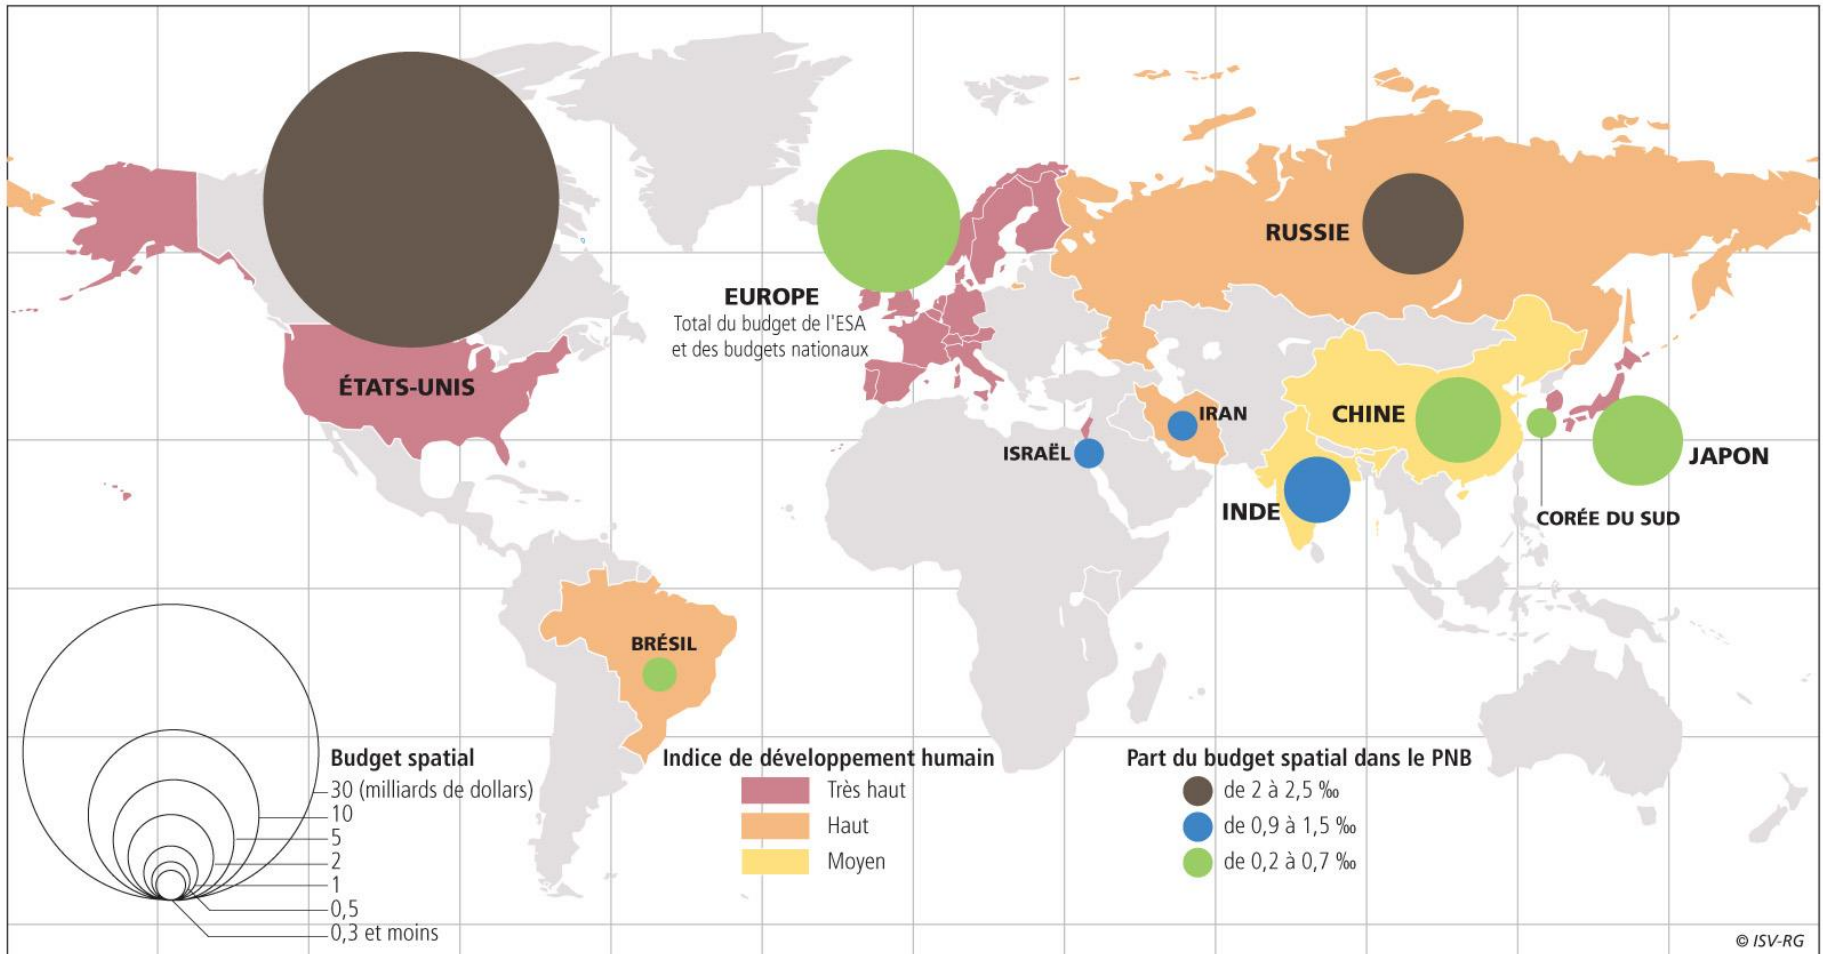 RUSSIE
EUROPE
Total du budget de l'ESA
et des budgets nationaux
ÉTATS-UNIS
IRAN
CHINE
ISRAËL
JAPON
INDE
CORÉE DU SUD
BRÉSIL
Budget spatial
30 (milliards de dollars)
10
5
2
1
0,5
0,3 et moins
Indice de développement humain
Très haut
Haut
Moyen
Part du budget spatial dans le PNB
de 2 à 2,5 ‰
de 0,9 à 1,5 ‰
de 0,2 à 0,7 ‰
© ISV-RG